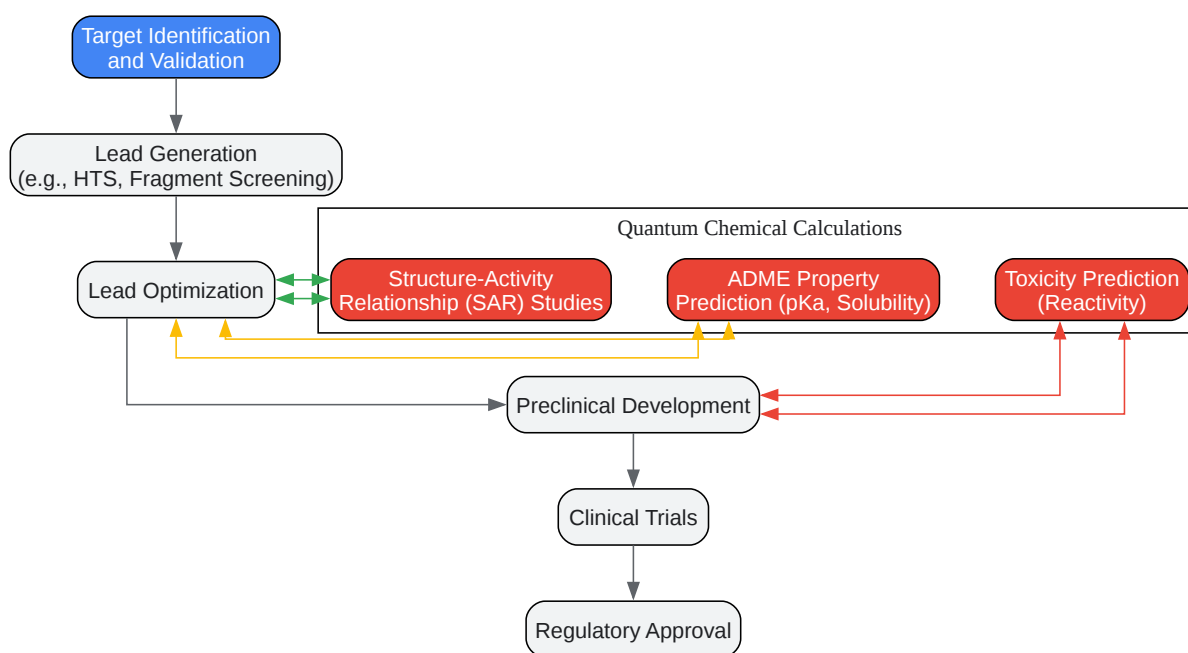 Target Identification
and Validation
Lead Generation
(e.g., HTS, Fragment Screening)
Quantum Chemical Calculations
Lead Optimization
Structure-Activity
Relationship (SAR) Studies
ADME Property
Prediction (pKa, Solubility)
Toxicity Prediction
(Reactivity)
Preclinical Development
Clinical Trials
Regulatory Approval